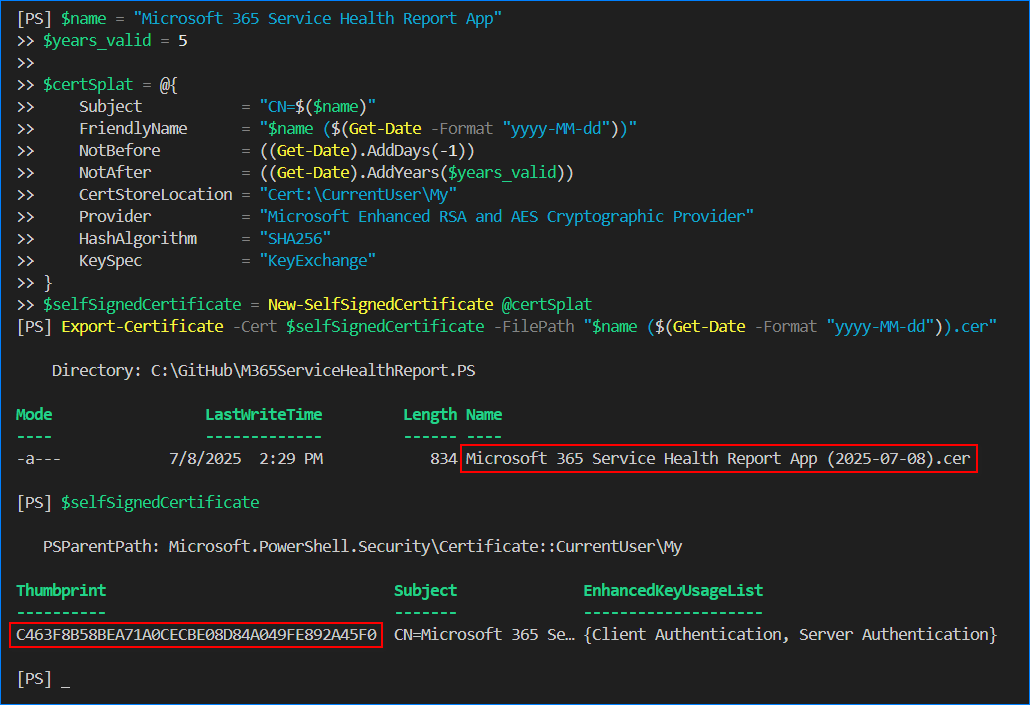 [PS] $name = "Microsoft 365 Service Health Report App"
>> $years_valid = 5
>>
>> $certSplat = @{
>>     Subject           = "CN=$($name)"
>>     FriendlyName      = "$name ($(Get-Date -Format "yyyy-MM-dd"))"
>>     NotBefore         = ((Get-Date).AddDays(-1))
>>     NotAfter          = ((Get-Date).AddYears($years_valid))
>>     CertStoreLocation = "Cert:\CurrentUser\My"
>>     Provider          = "Microsoft Enhanced RSA and AES Cryptographic Provider"
>>     HashAlgorithm     = "SHA256"
>>     KeySpec           = "KeyExchange"
>> }
>> $selfSignedCertificate = New-SelfSignedCertificate @certSplat
[PS] Export-Certificate -Cert $selfSignedCertificate -FilePath "$name ($(Get-Date -Format "yyyy-MM-dd")).cer"
    Directory: C:\GitHub\M365ServiceHealthReport.PS
Mode                 LastWriteTime         Length Name
----                 -------------         ------ ----
-a---            7/8/2025  2:29 PM            834 Microsoft 365 Service Health Report App (2025-07-08).cer
[PS] $selfSignedCertificate
   PSParentPath: Microsoft.PowerShell.Security\Certificate::CurrentUser\My
Thumbprint                                Subject              EnhancedKeyUsageList
----------                                -------              --------------------
C463F8B58BEA71A0CECBE08D84A049FE892A45F0  CN=Microsoft 365 Se… {Client Authentication, Server Authentication}
[PS] _